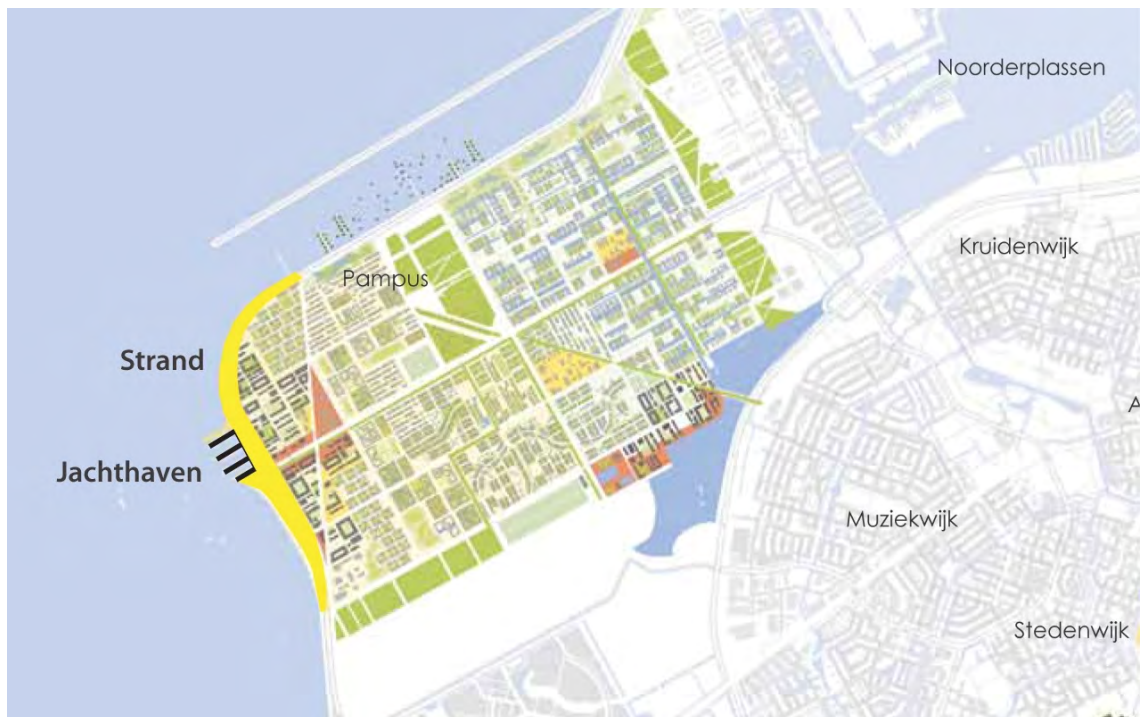 Noorderplassen
Kruidenwijk
Pampus
Strand
Jachthaven
Muziekwijk
Stedenwijk
A